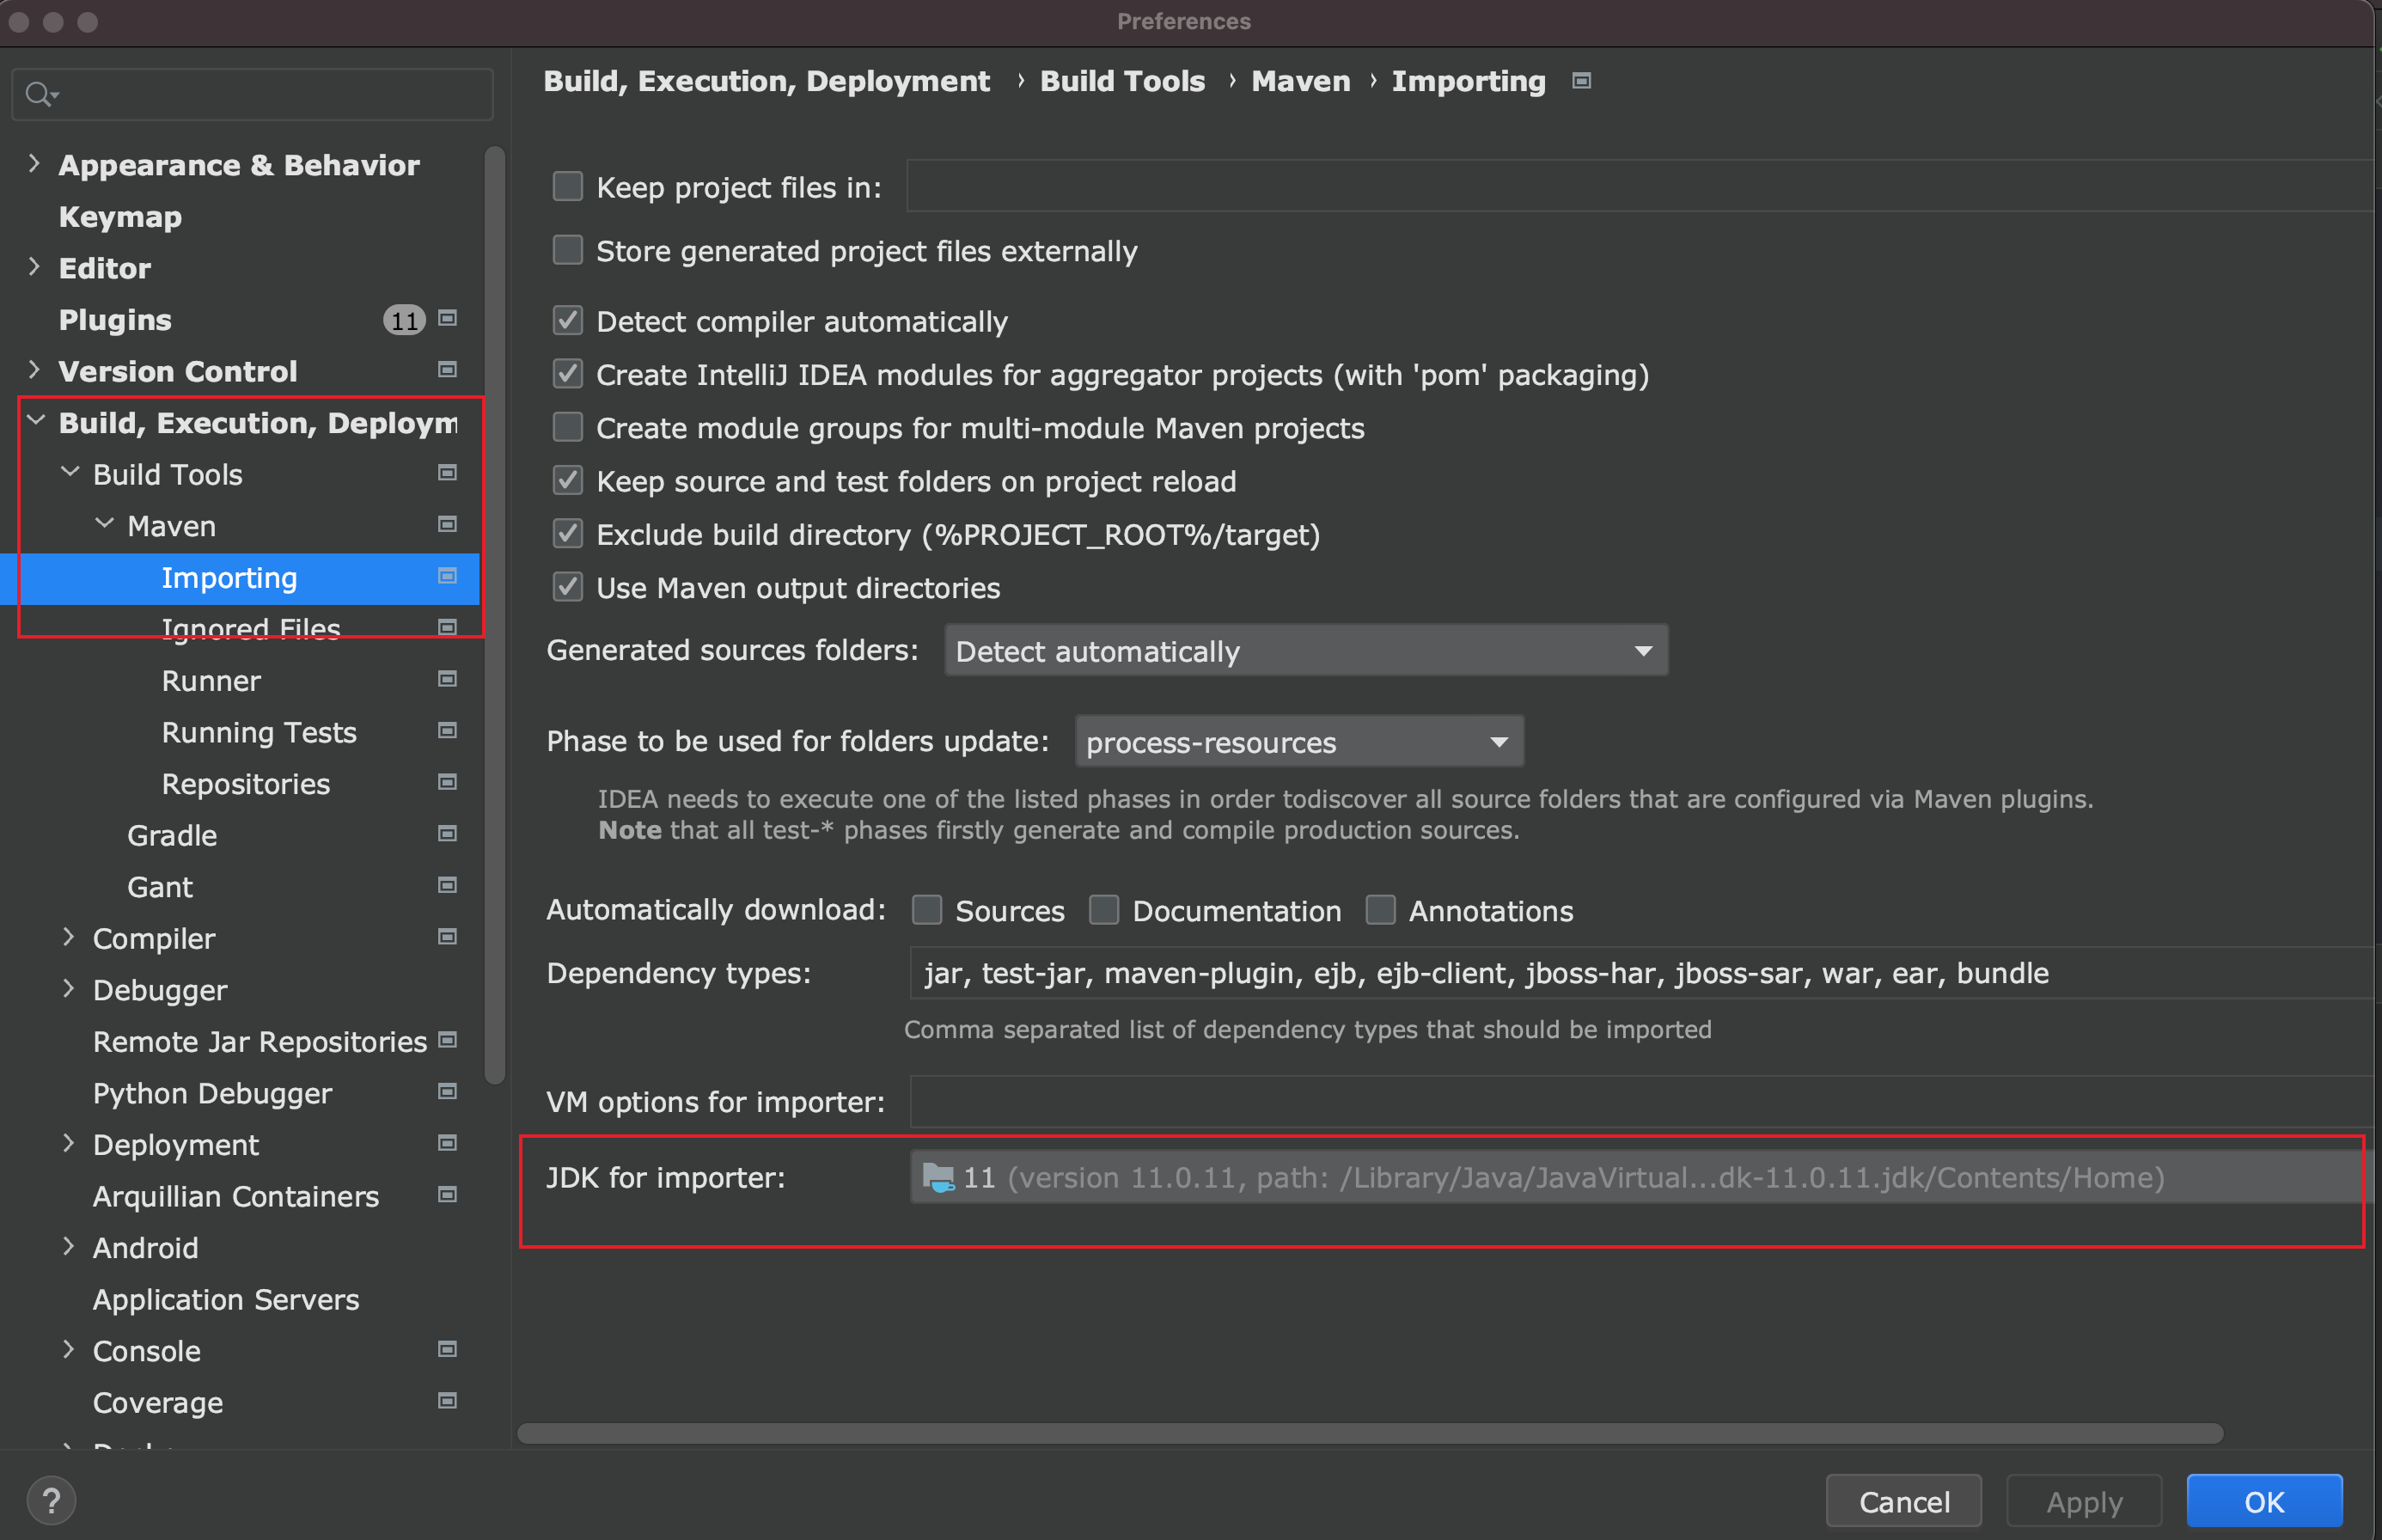 Preferences
Appearance & Behavior
Keymap
Editor
Plugins 11
Version Control
Build, Execution, Deploym
Build Tools
Maven
Importing
Ignored Files
Runner
Running Tests
Repositories
Gradle
Gant
Compiler
Debugger
Remote Jar Repositories
Python Debugger
Deployment
Arquillian Containers
Android
Application Servers
Console
Coverage
Build, Execution, Deployment › Build Tools › Maven › Importing
Keep project files in:
Store generated project files externally
Detect compiler automatically
Create IntelliJ IDEA modules for aggregator projects (with 'pom' packaging)
Create module groups for multi-module Maven projects
Keep source and test folders on project reload
Exclude build directory (%PROJECT_ROOT%/target)
Use Maven output directories
Generated sources folders: Detect automatically
Phase to be used for folders update: process-resources
IDEA needs to execute one of the listed phases in order todiscover all source folders that are configured via Maven plugins.
Note that all test-* phases firstly generate and compile production sources.
Automatically download: Sources Documentation Annotations
Dependency types: jar, test-jar, maven-plugin, ejb, ejb-client, jboss-har, jboss-sar, war, ear, bundle
Comma separated list of dependency types that should be imported
VM options for importer:
JDK for importer: 11 (version 11.0.11, path: /Library/Java/JavaVirtual...dk-11.0.11.jdk/Contents/Home)
? Cancel Apply OK